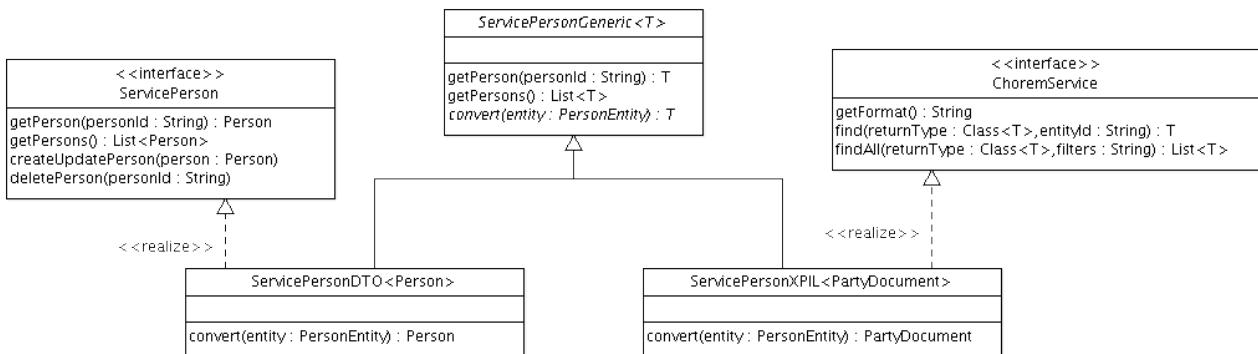 ServicePersonGeneric<T>
getPerson(personId : String) : T
getPersons() : List<T>
convert(entity : PersonEntity) : T
<<interface>>
ServicePerson
getPerson(personId : String) : Person
getPersons() : List<Person>
createUpdatePerson(person : Person)
deletePerson(personId : String)
<<interface>>
ChoremService
getFormat() : String
find(returnType : Class<T>,entityId : String) : T
findAll(returnType : Class<T>,filters : String) : List<T>
<<realize>>
<<realize>>
ServicePersonDTO<Person>
convert(entity : PersonEntity) : Person
ServicePersonXPIL<PartyDocument>
convert(entity : PersonEntity) : PartyDocument